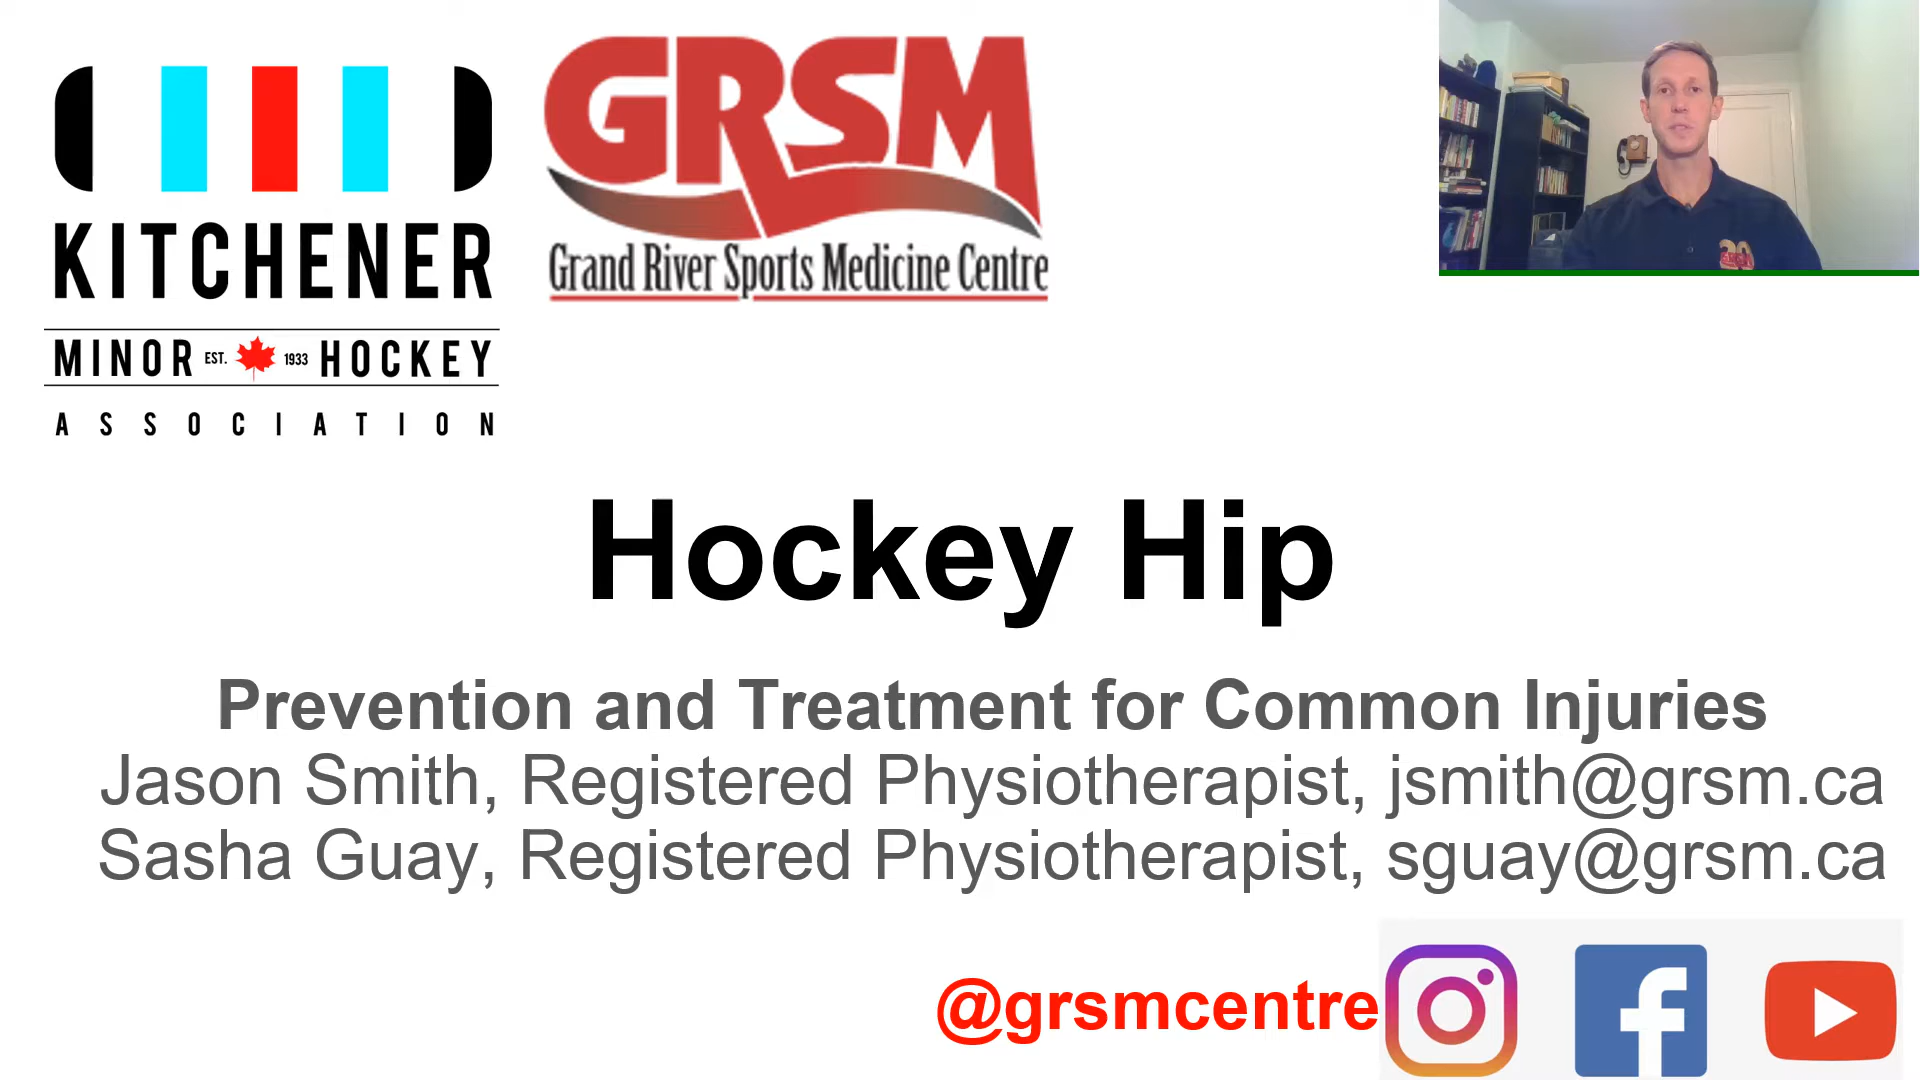 KITCHENER
MINOR EST. 1933 HOCKEY
ASSOCIATION
GRSM
Grand River Sports Medicine Centre
Hockey Hip
Prevention and Treatment for Common Injuries
Jason Smith, Registered Physiotherapist, jsmith@grsm.ca
Sasha Guay, Registered Physiotherapist, sguay@grsm.ca
@grsmcentre